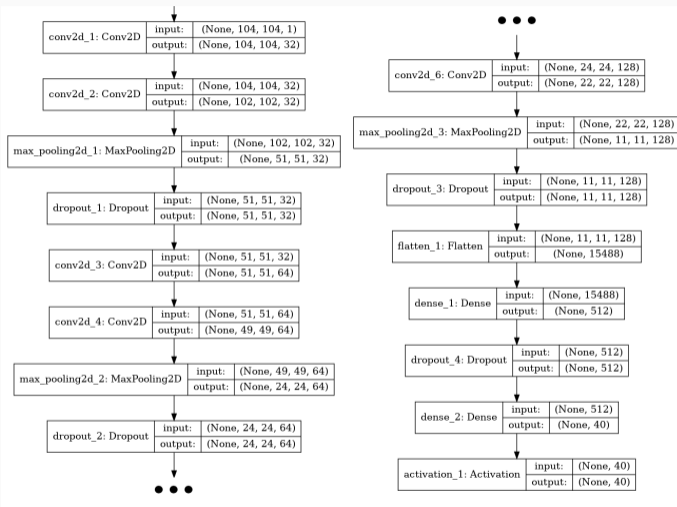 conv2d_1: Conv2D
input: (None, 104, 104, 1)
output: (None, 104, 104, 32)
conv2d_2: Conv2D
input: (None, 104, 104, 32)
output: (None, 102, 102, 32)
max_pooling2d_1: MaxPooling2D
input: (None, 102, 102, 32)
output: (None, 51, 51, 32)
dropout_1: Dropout
input: (None, 51, 51, 32)
output: (None, 51, 51, 32)
conv2d_3: Conv2D
input: (None, 51, 51, 32)
output: (None, 51, 51, 64)
conv2d_4: Conv2D
input: (None, 51, 51, 64)
output: (None, 49, 49, 64)
max_pooling2d_2: MaxPooling2D
input: (None, 49, 49, 64)
output: (None, 24, 24, 64)
dropout_2: Dropout
input: (None, 24, 24, 64)
output: (None, 24, 24, 64)
conv2d_6: Conv2D
input: (None, 24, 24, 128)
output: (None, 22, 22, 128)
max_pooling2d_3: MaxPooling2D
input: (None, 22, 22, 128)
output: (None, 11, 11, 128)
dropout_3: Dropout
input: (None, 11, 11, 128)
output: (None, 11, 11, 128)
flatten_1: Flatten
input: (None, 11, 11, 128)
output: (None, 15488)
dense_1: Dense
input: (None, 15488)
output: (None, 512)
dropout_4: Dropout
input: (None, 512)
output: (None, 512)
dense_2: Dense
input: (None, 512)
output: (None, 40)
activation_1: Activation
input: (None, 40)
output: (None, 40)